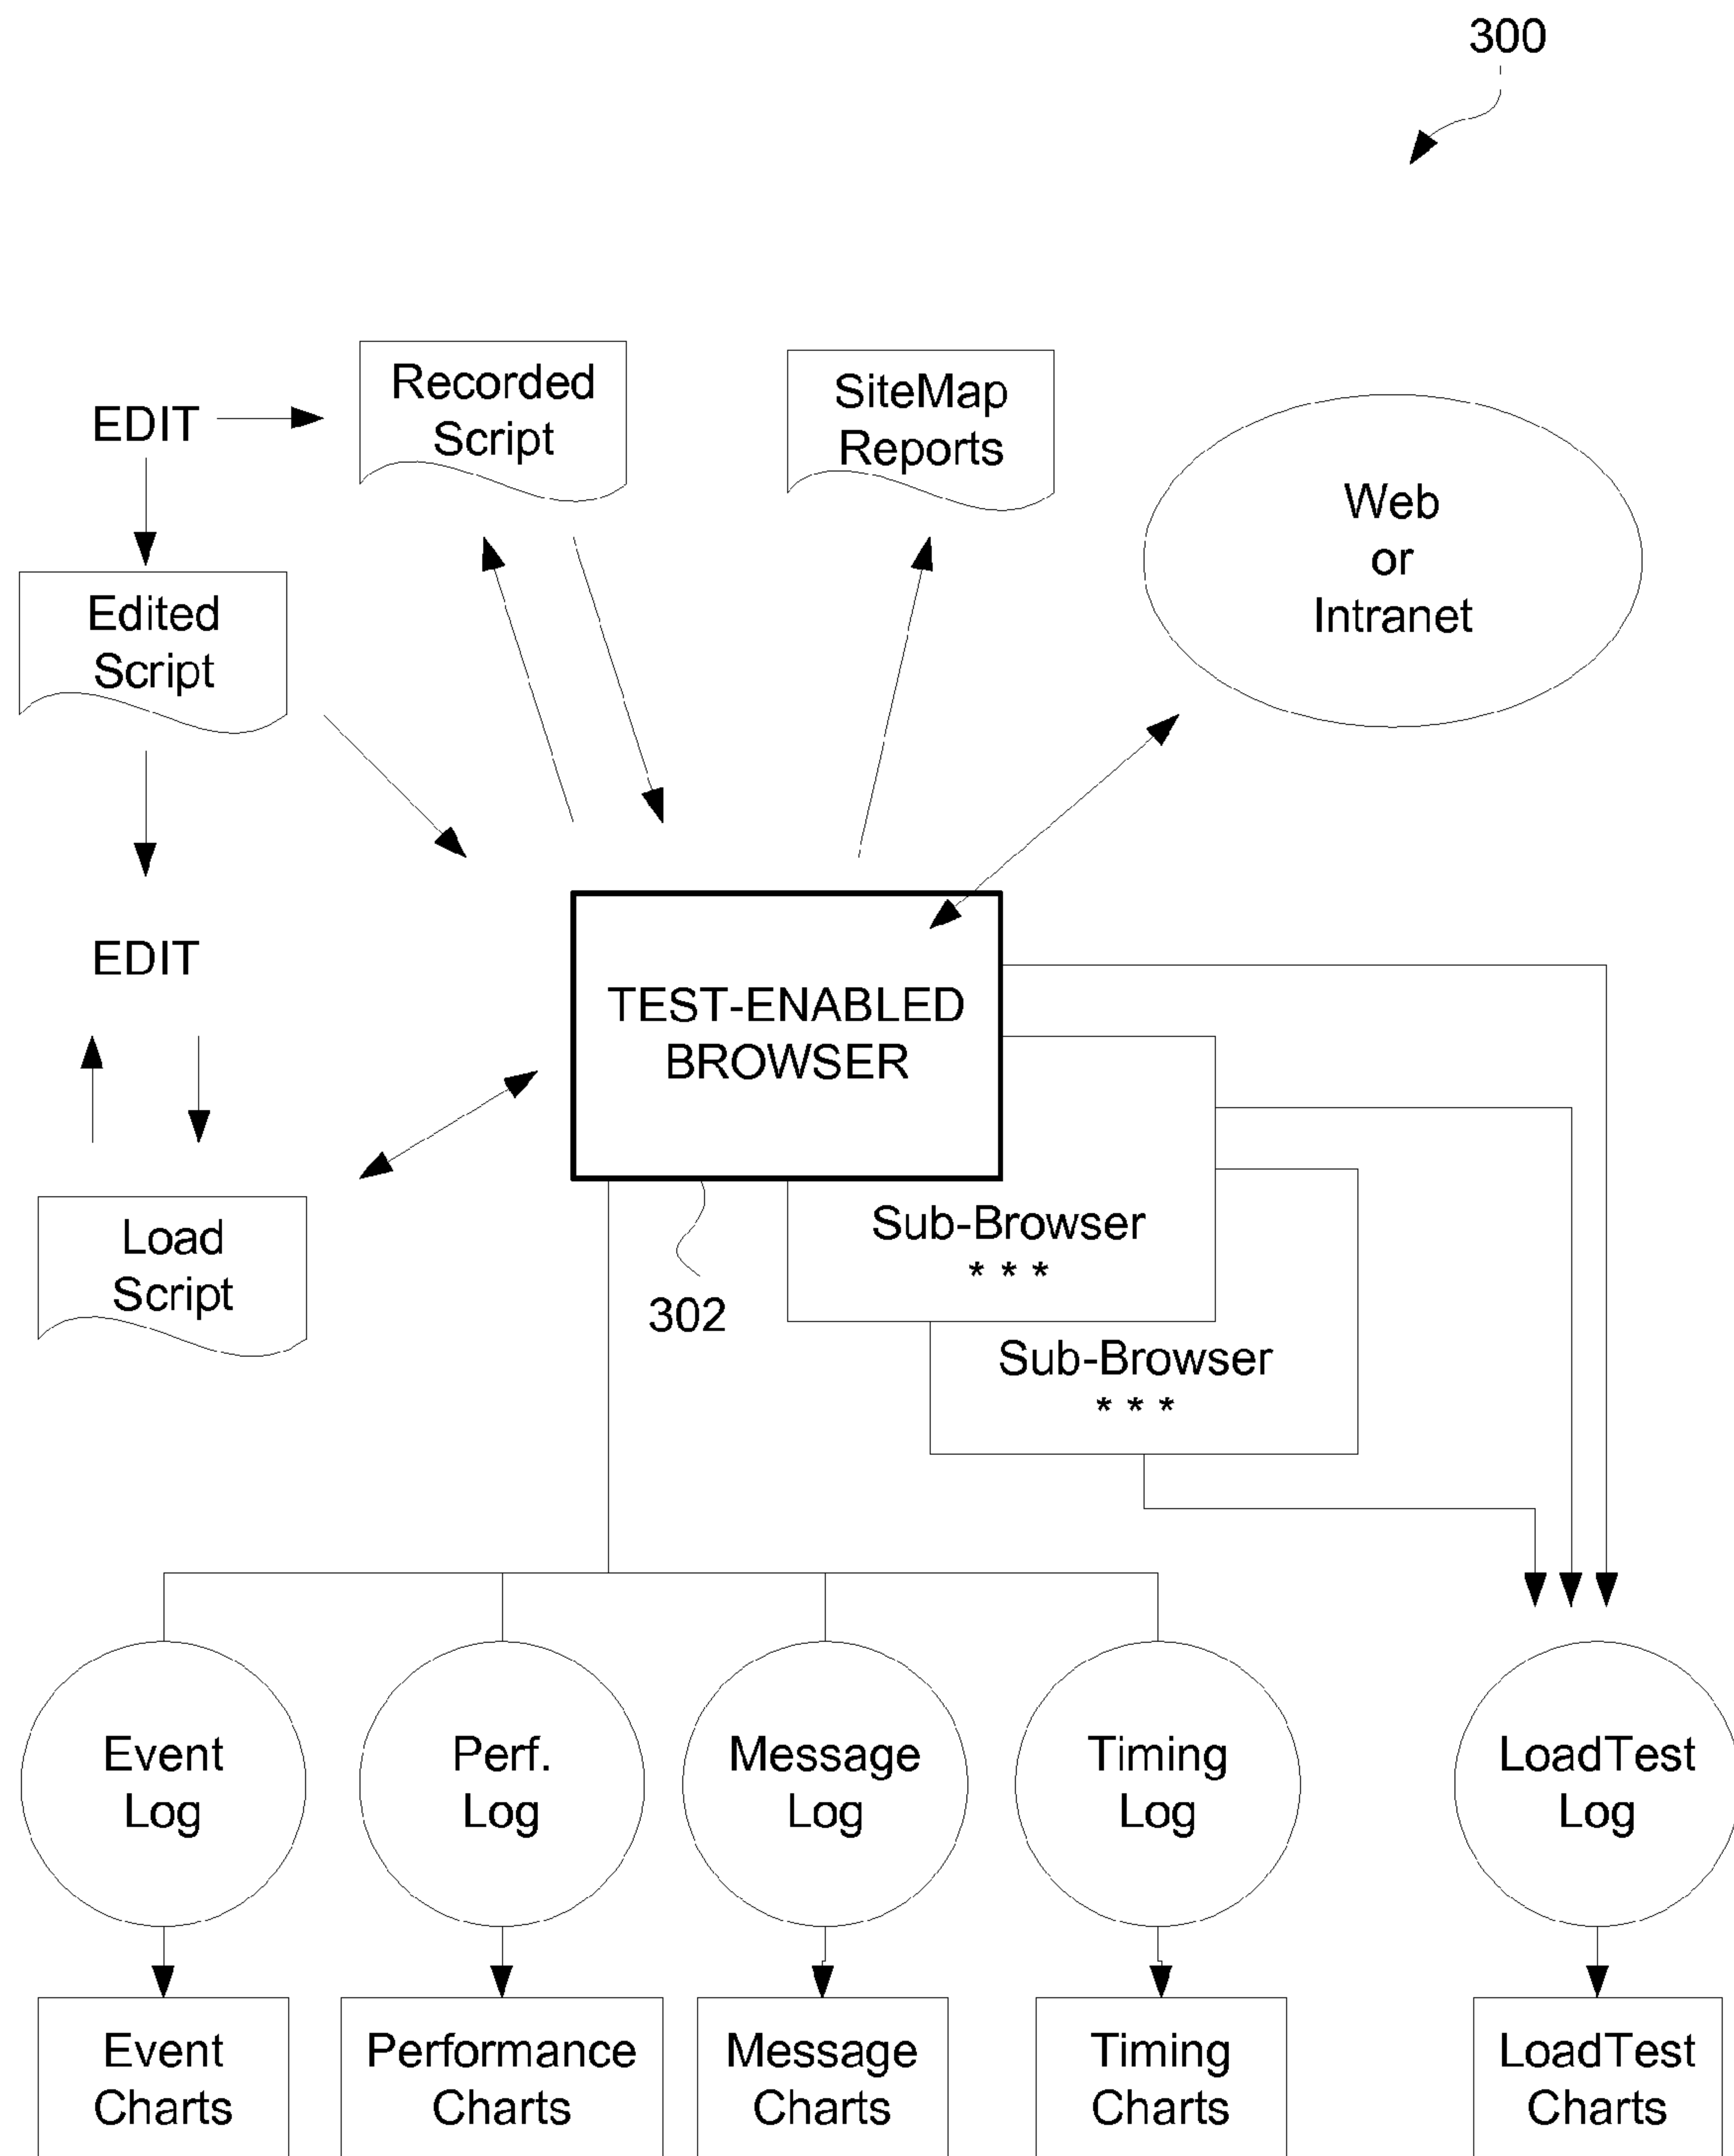 300
EDIT
Recorded
Script
SiteMap
Reports
Web
or
Intranet
Edited
Script
EDIT
TEST-ENABLED
BROWSER
Load
Script
302
Sub-Browser
* * *
Sub-Browser
* * *
Event
Log
Perf.
Log
Message
Log
Timing
Log
LoadTest
Log
Event
Charts
Performance
Charts
Message
Charts
Timing
Charts
LoadTest
Charts